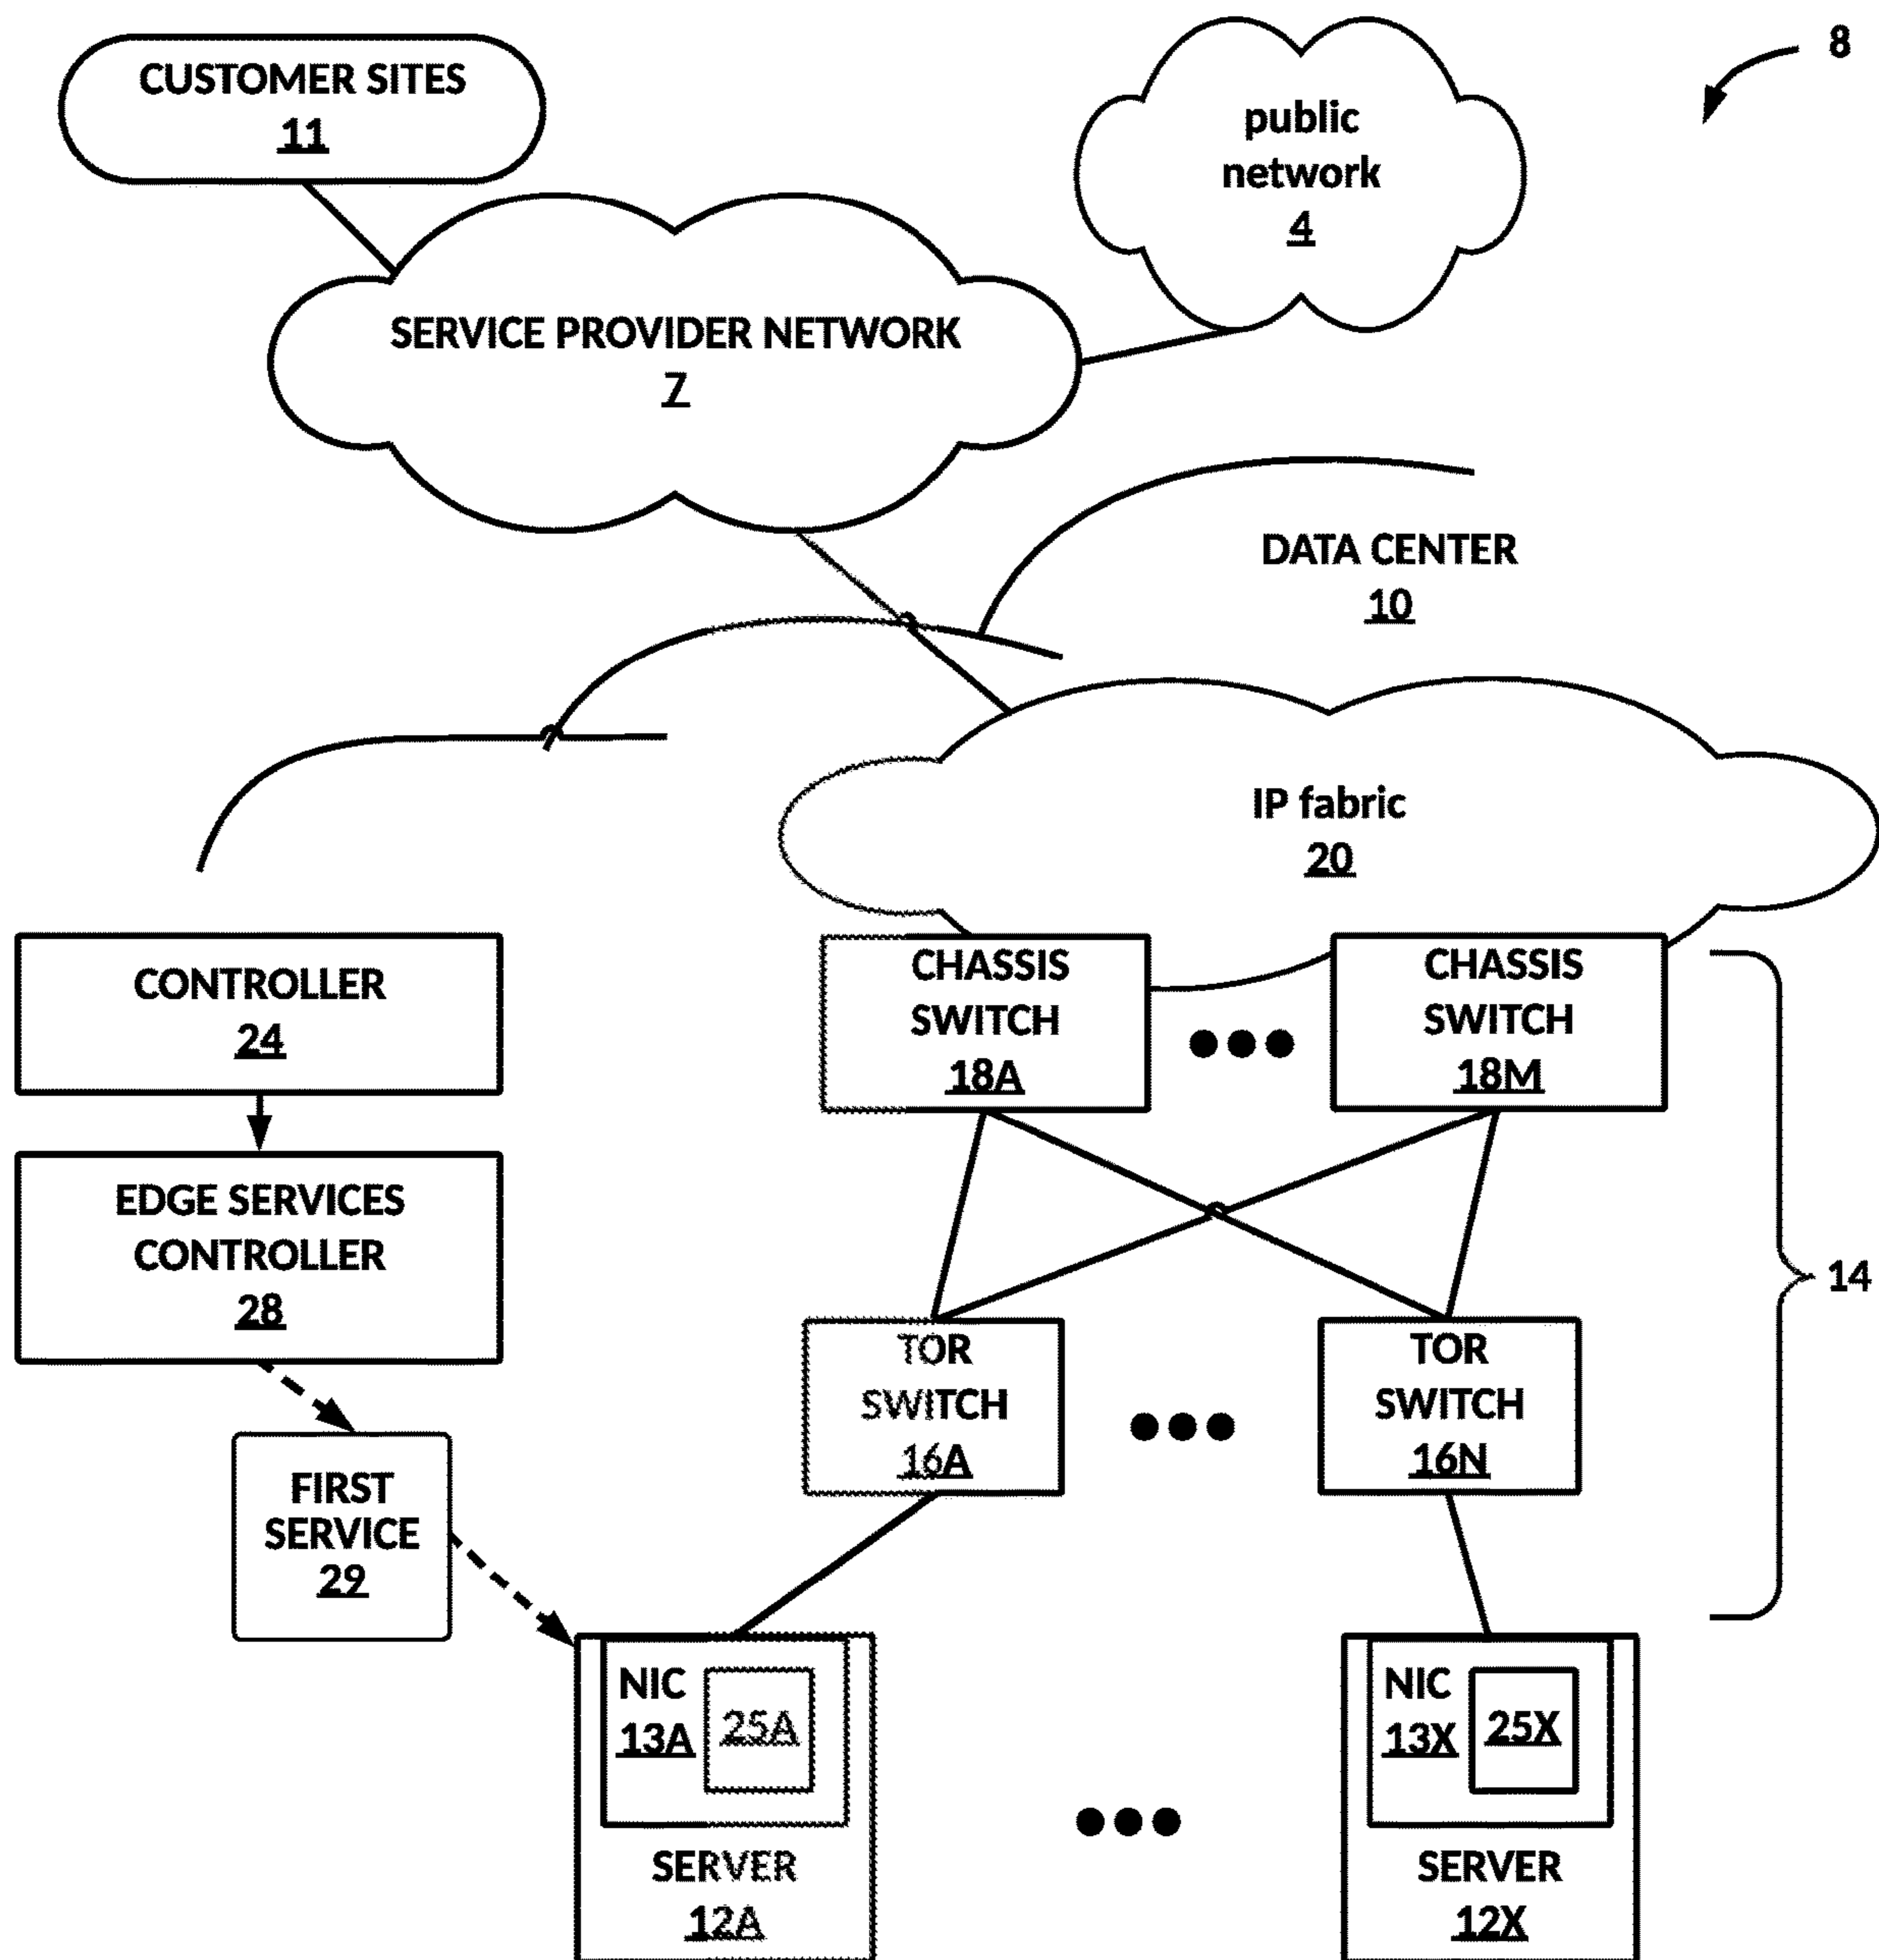 8
CUSTOMER SITES
11
public
network
4
SERVICE PROVIDER NETWORK
7
DATA CENTER
10
IP fabric
20
CONTROLLER
24
EDGE SERVICES
CONTROLLER
28
FIRST
SERVICE
29
CHASSIS
SWITCH
18A
CHASSIS
SWITCH
18M
14
TOR
SWITCH
16A
TOR
SWITCH
16N
NIC
13A
25A
SERVER
12A
NIC
13X
25X
SERVER
12X